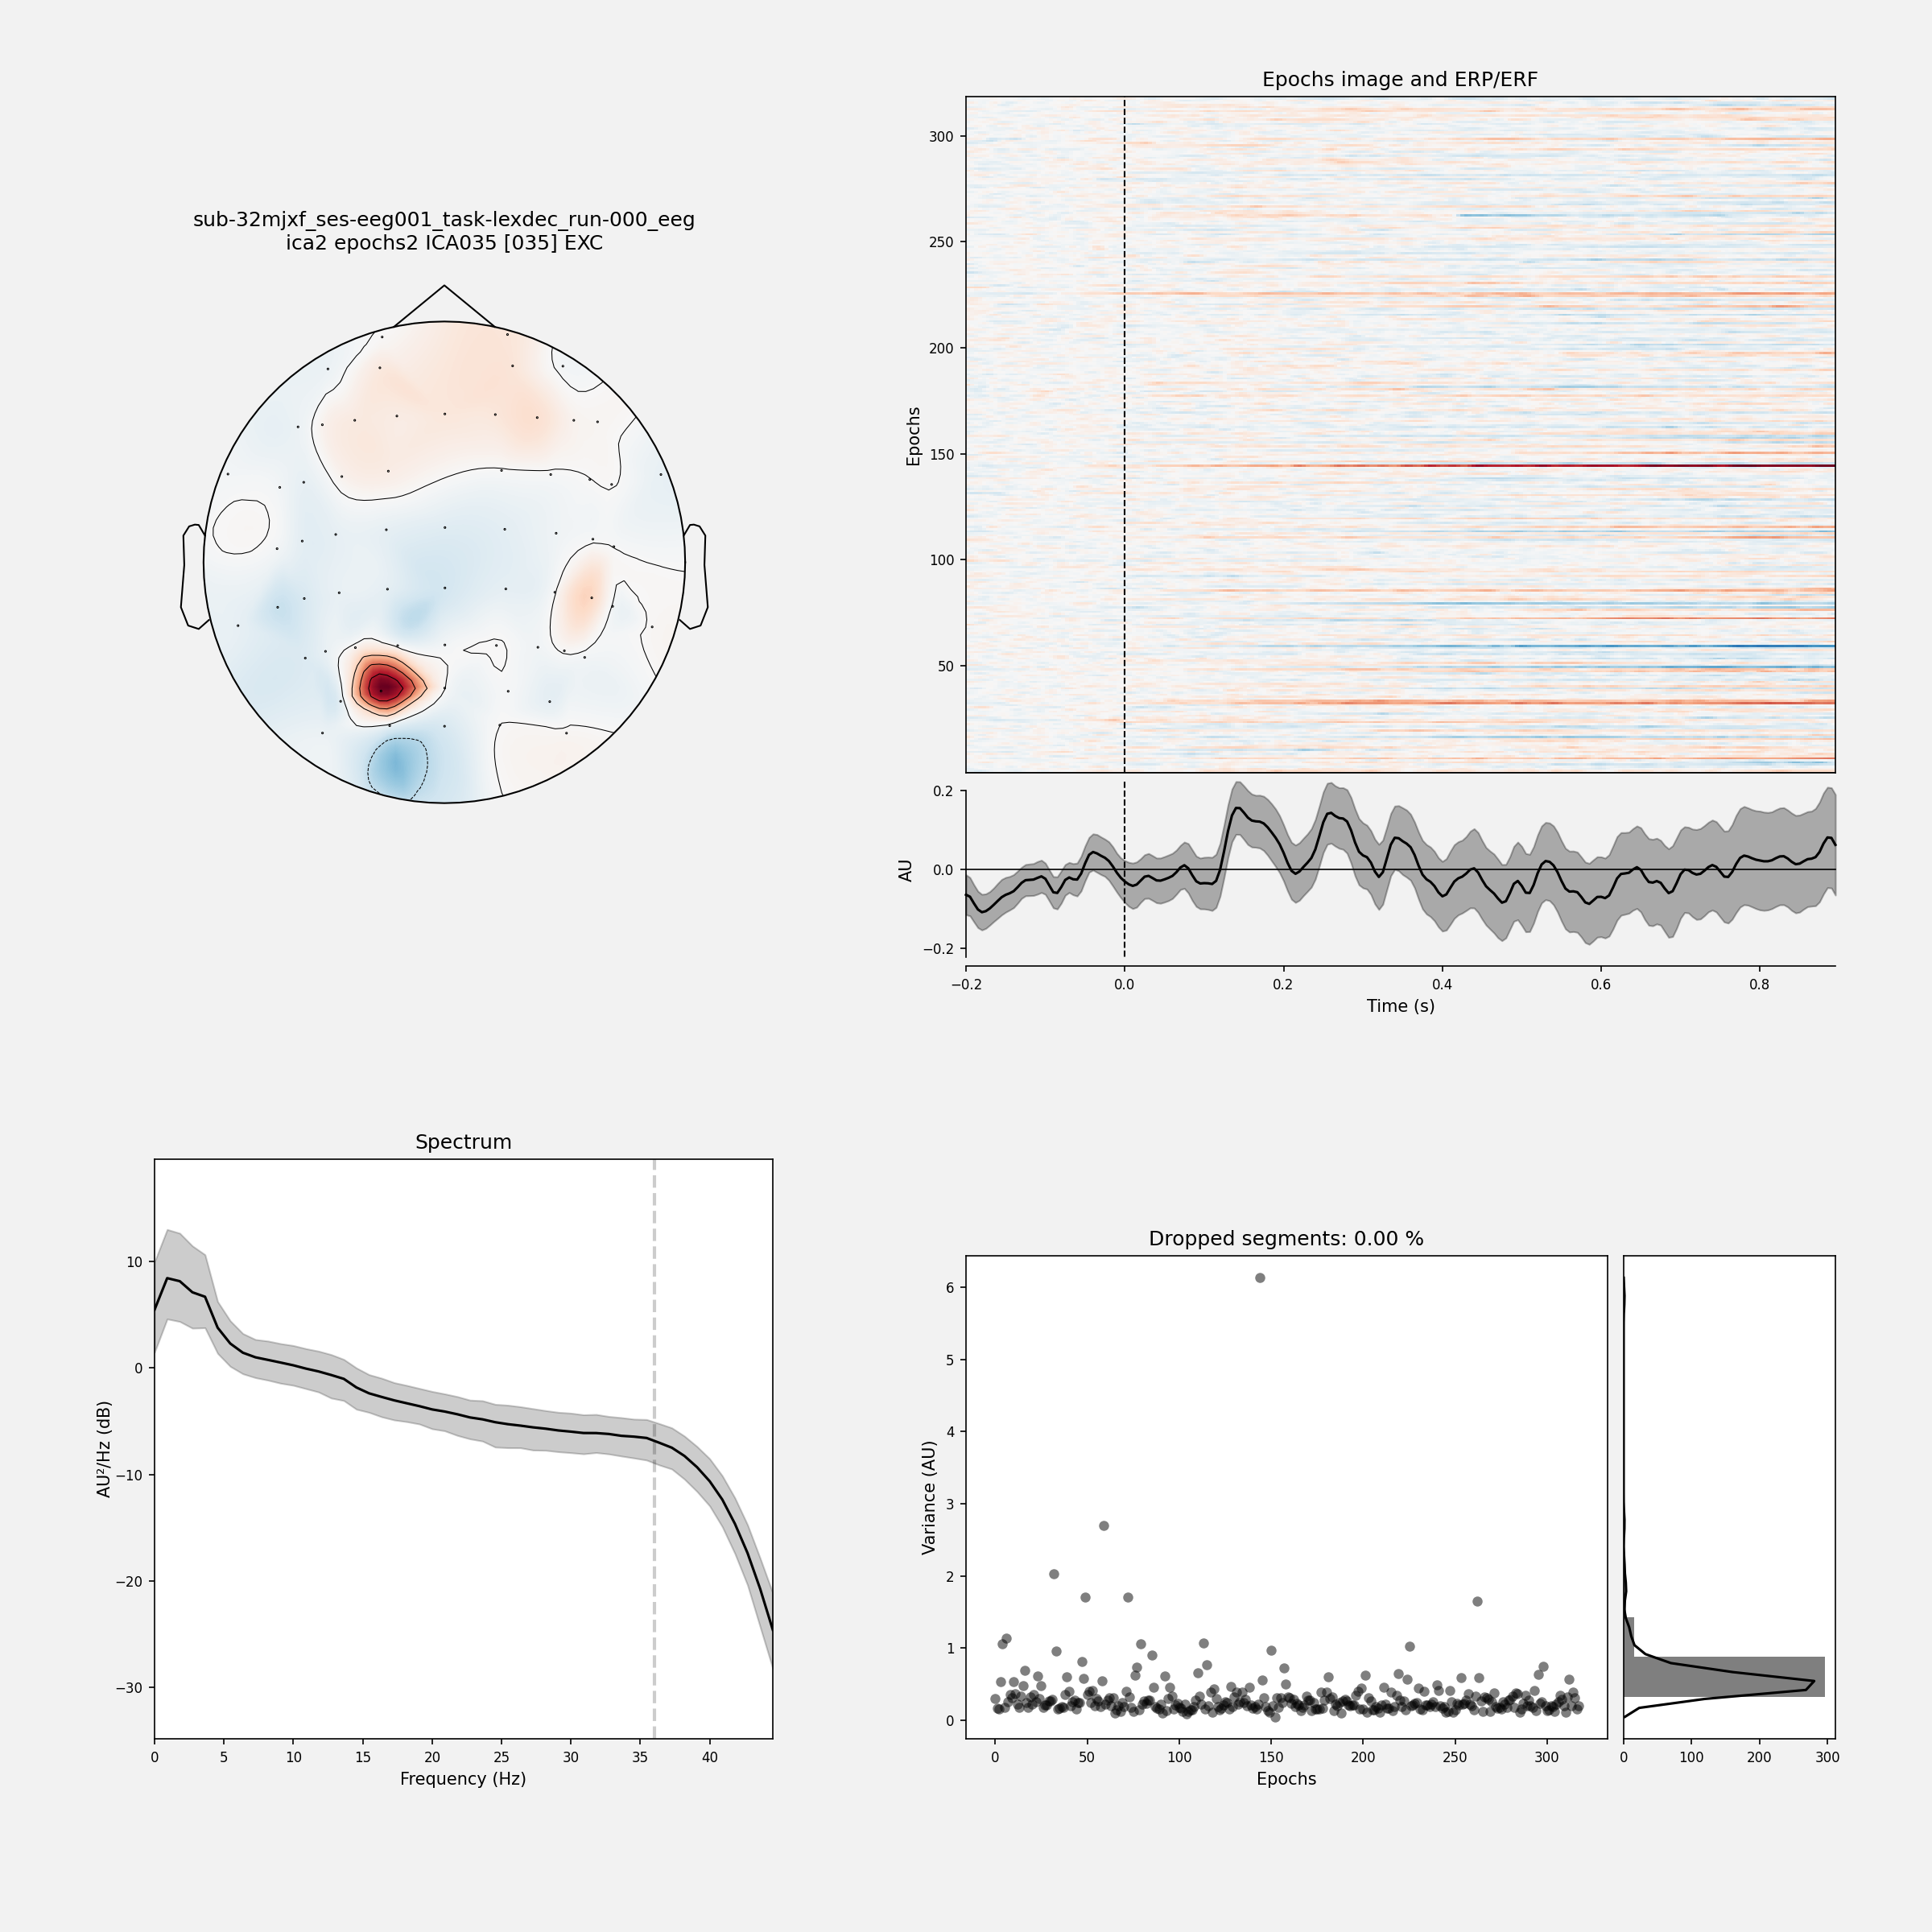 Epochs image and ERP/ERF
sub-32mjxf_ses-eeg001_task-lexdec_run-000_eeg
ica2 epochs2 ICA035 [035] EXC
Epochs
300
250
200
150
100
50
AU
0.2
0.0
−0.2
−0.2 0.0 0.2 0.4 0.6 0.8
Time (s)
Spectrum
AU²/Hz (dB)
10
0
−10
−20
−30
0 5 10 15 20 25 30 35 40
Frequency (Hz)
Dropped segments: 0.00 %
Variance (AU)
6
5
4
3
2
1
0
0 50 100 150 200 250 300
Epochs
0 100 200 300